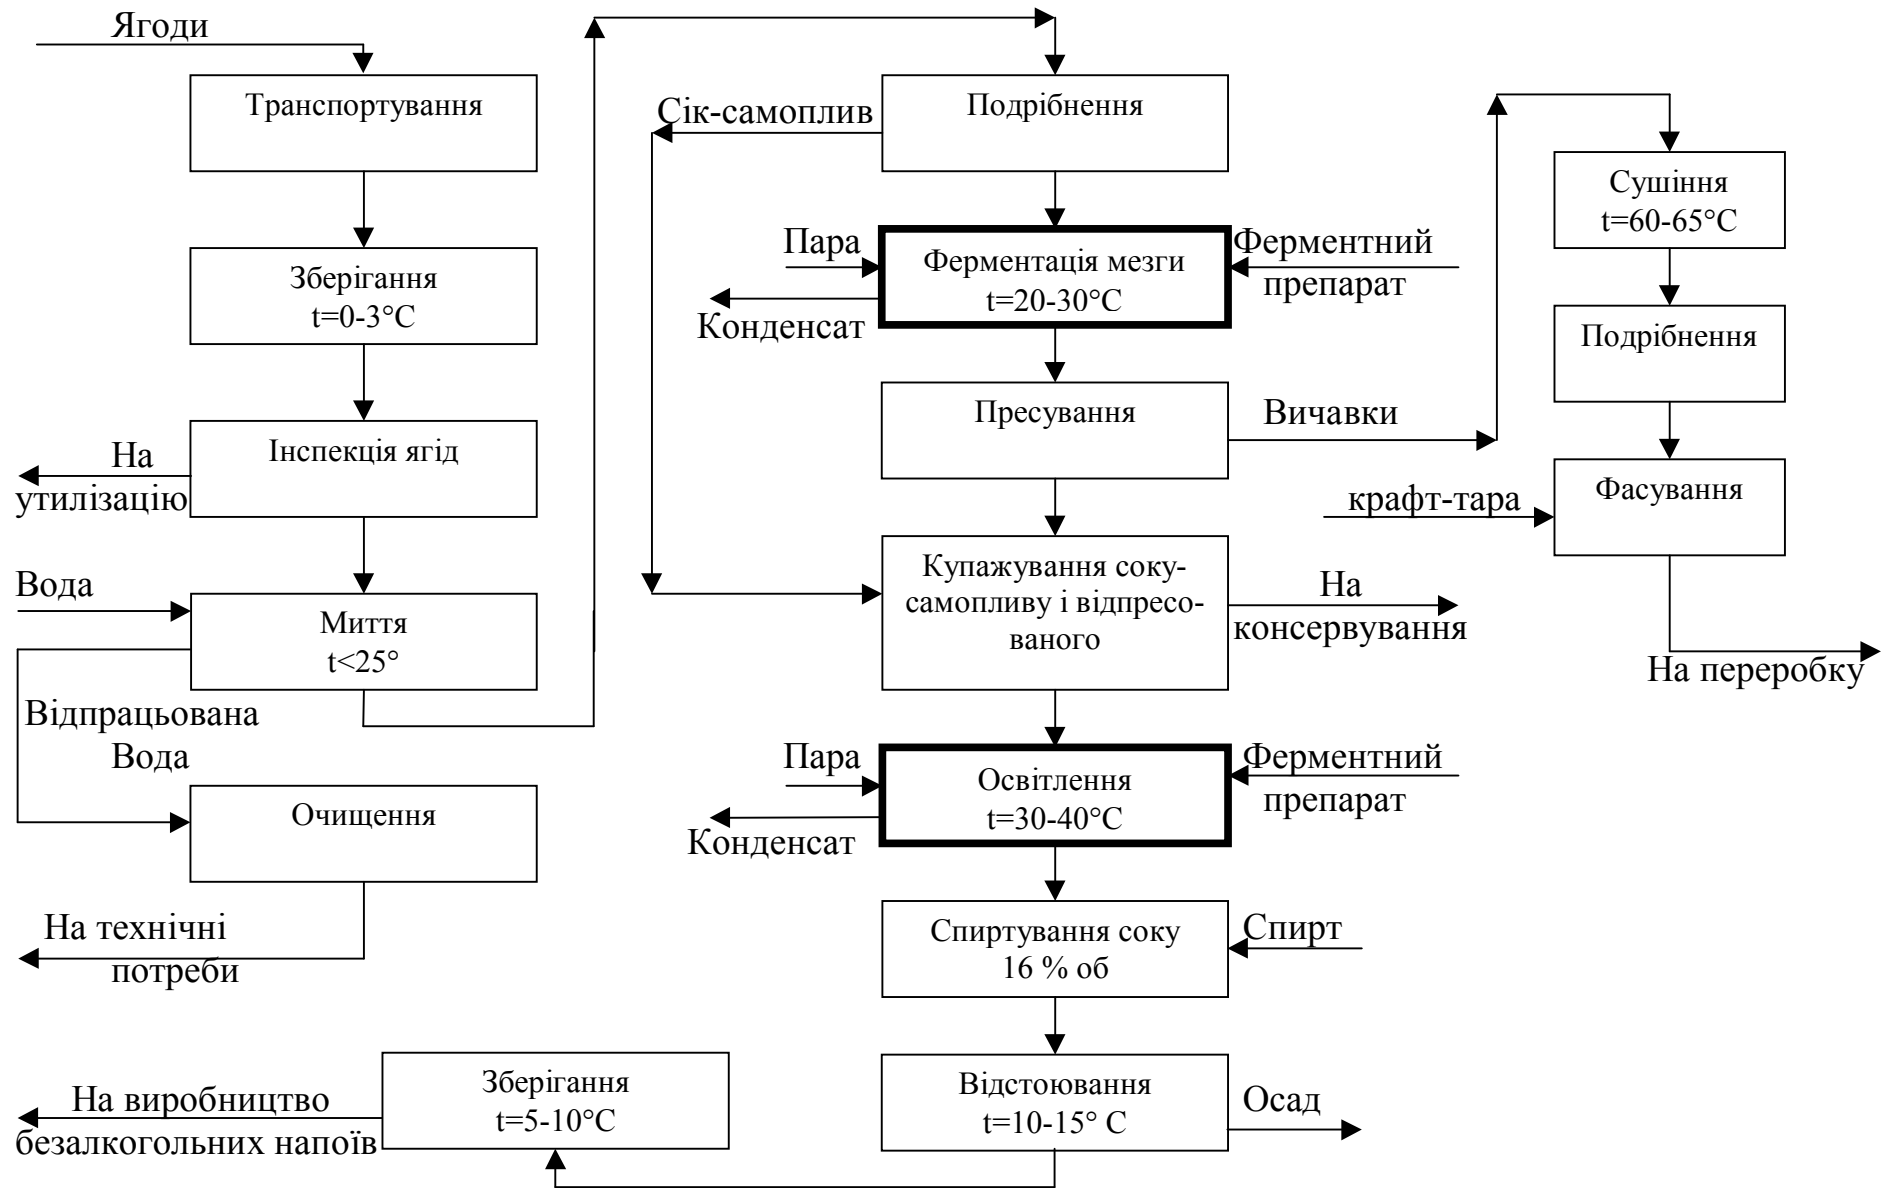 Ягоди
Транспортування
Зберігання
t=0-3°C
Інспекція ягід
На
утилізацію
Вода
Миття
t<25°
Відпрацьована
Вода
Очищення
На технічні
потреби
Подрібнення
Сік-самоплив
Пара
Ферментація мезги
t=20-30°C
Ферментний
препарат
Конденсат
Пресування
Вичавки
Купажування соку-
самопливу і відпресо-
ваного
На
консервування
Пара
Освітлення
t=30-40°C
Ферментний
препарат
Конденсат
Спиртування соку
16 % об
Спирт
Відстоювання
t=10-15° C
Осад
Зберігання
t=5-10°C
На виробництво
безалкогольних напоїв
Сушіння
t=60-65°C
Подрібнення
крафт-тара
Фасування
На переробку